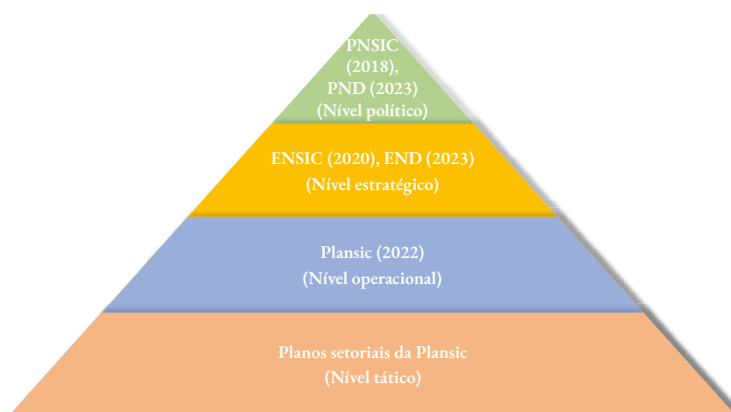 PNSIC
(2018),
PND (2023)
(Nível político)
ENSIC (2020), END (2023)
(Nível estratégico)
Plansic (2022)
(Nível operacional)
Planos setoriais da Plansic
(Nível tático)